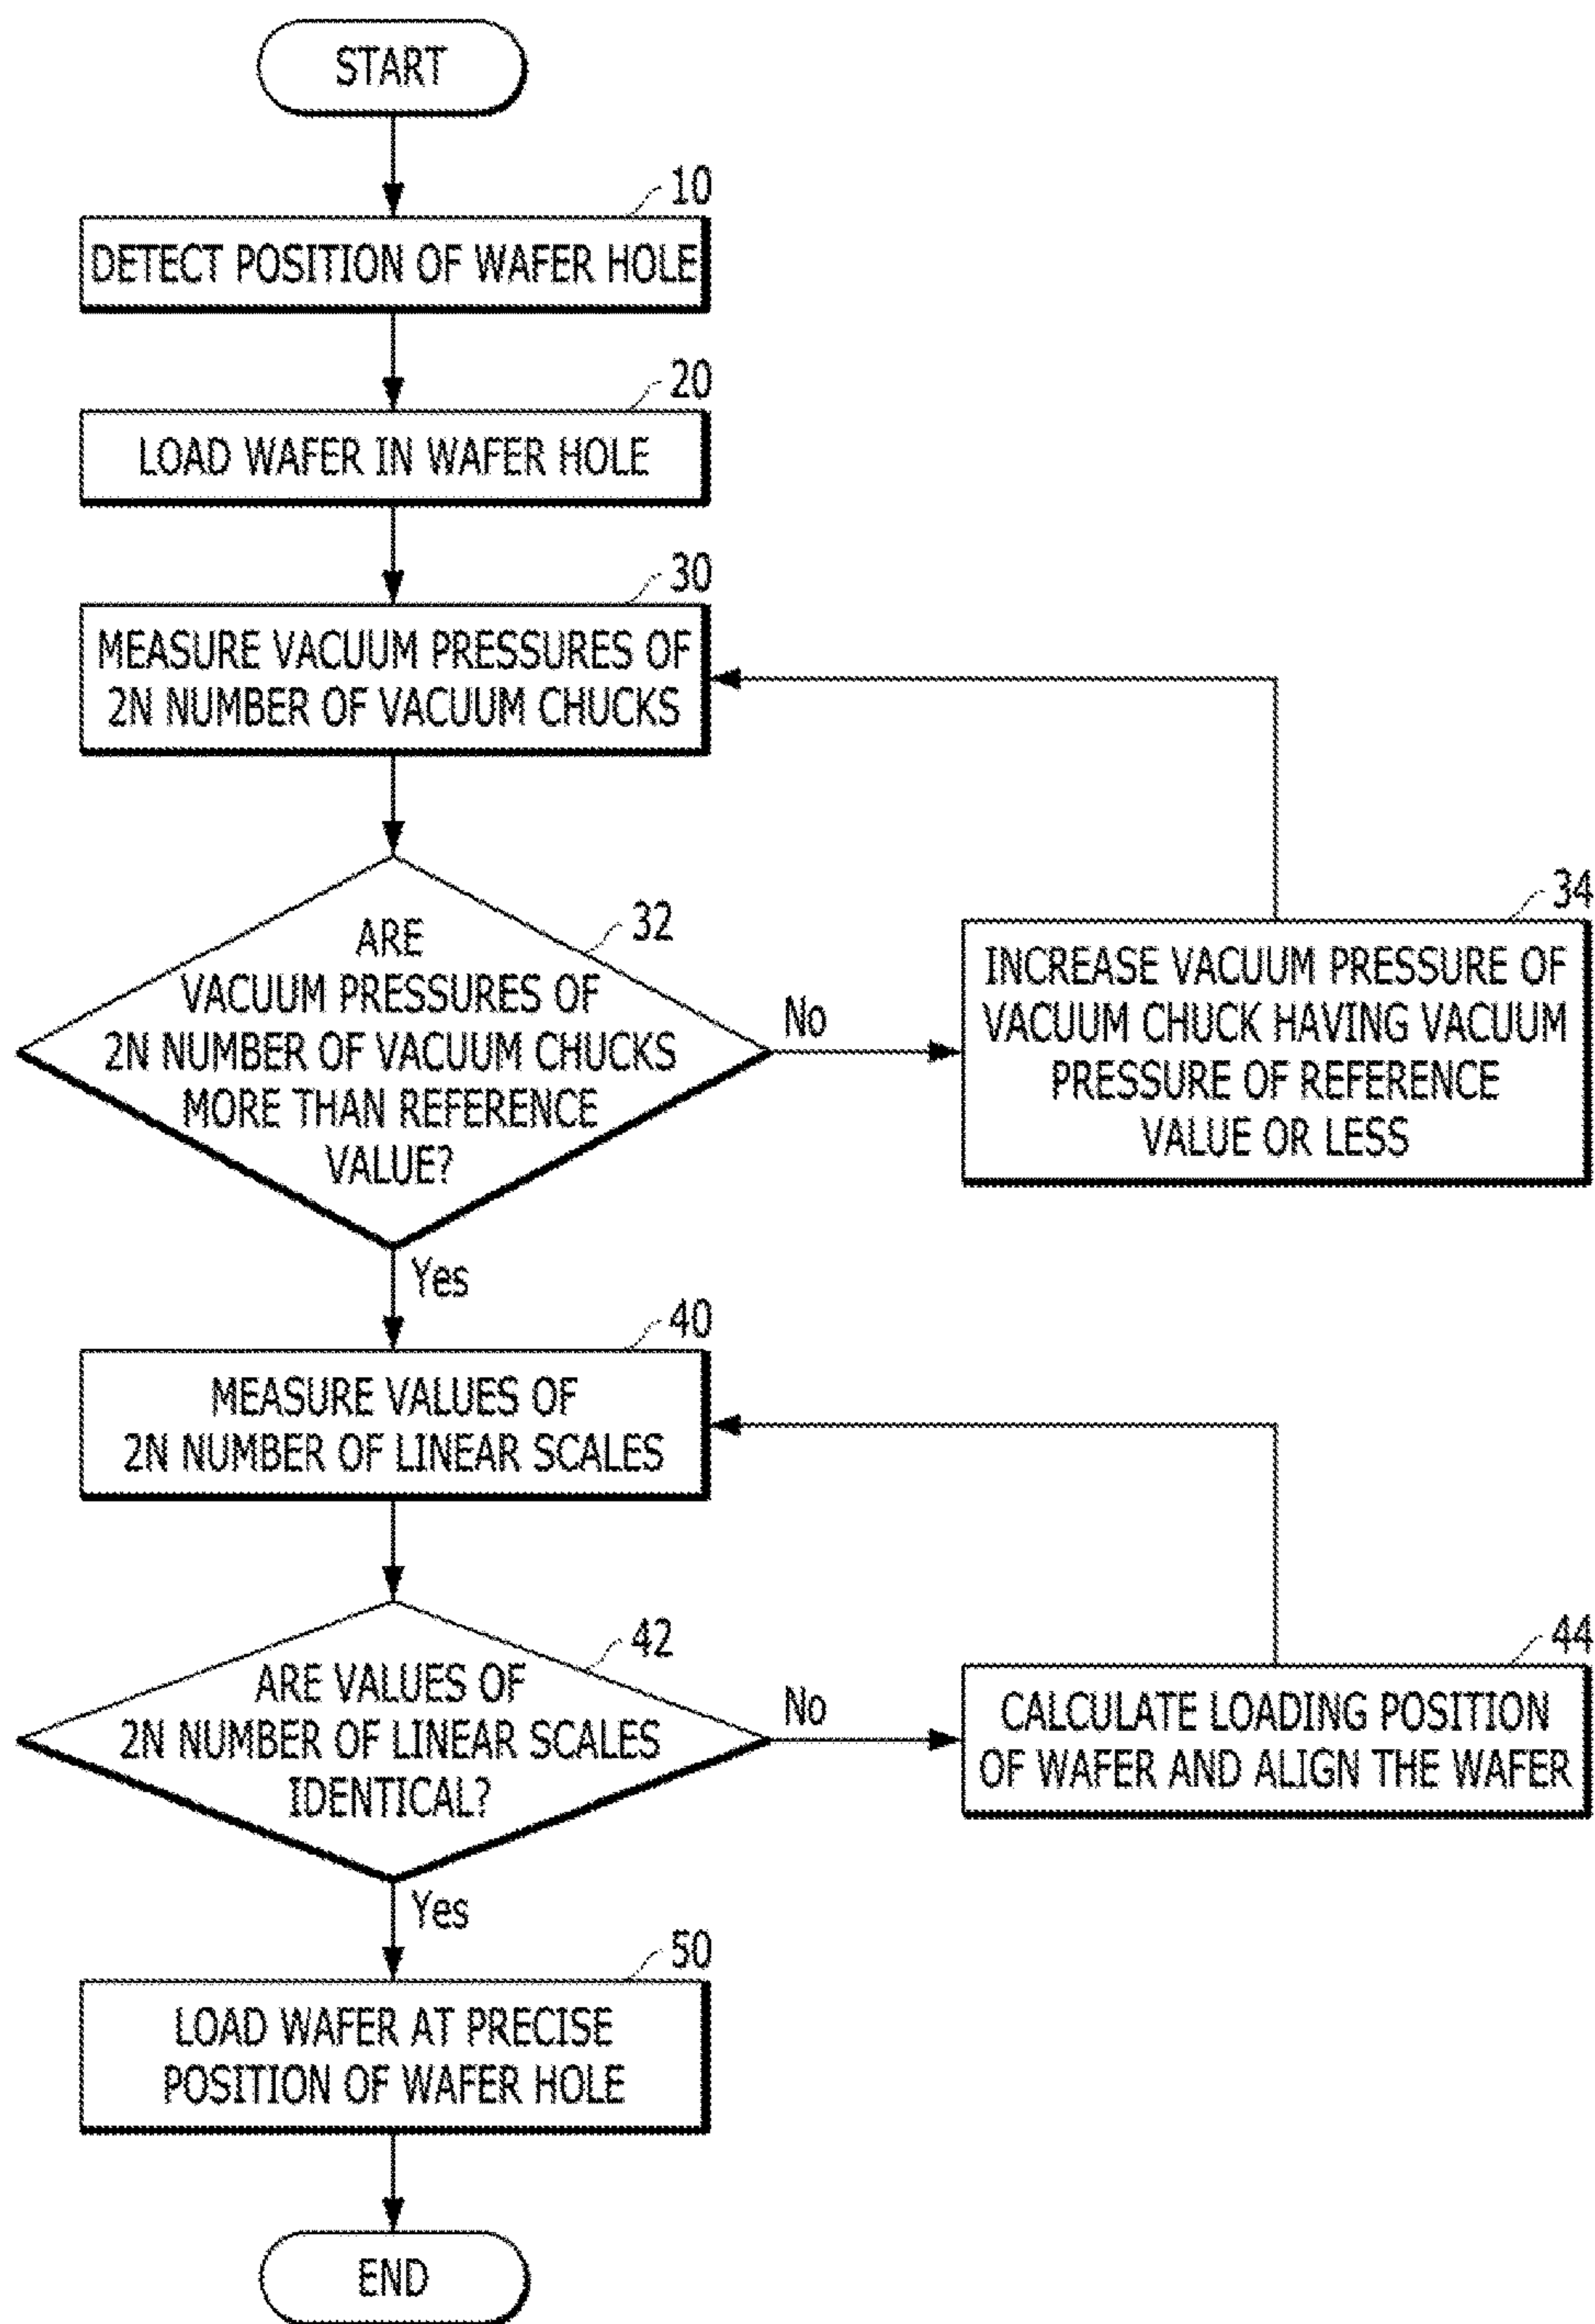 START
10
DETECT POSITION OF WAFER HOLE
20
LOAD WAFER IN WAFER HOLE
30
MEASURE VACUUM PRESSURES OF
2N NUMBER OF VACUUM CHUCKS
32
ARE
VACUUM PRESSURES OF
2N NUMBER OF VACUUM CHUCKS
MORE THAN REFERENCE
VALUE?
No
34
INCREASE VACUUM PRESSURE OF
VACUUM CHUCK HAVING VACUUM
PRESSURE OF REFERENCE
VALUE OR LESS
Yes
40
MEASURE VALUES OF
2N NUMBER OF LINEAR SCALES
42
ARE VALUES OF
2N NUMBER OF LINEAR SCALES
IDENTICAL?
No
44
CALCULATE LOADING POSITION
OF WAFER AND ALIGN THE WAFER
Yes
50
LOAD WAFER AT PRECISE
POSITION OF WAFER HOLE
END